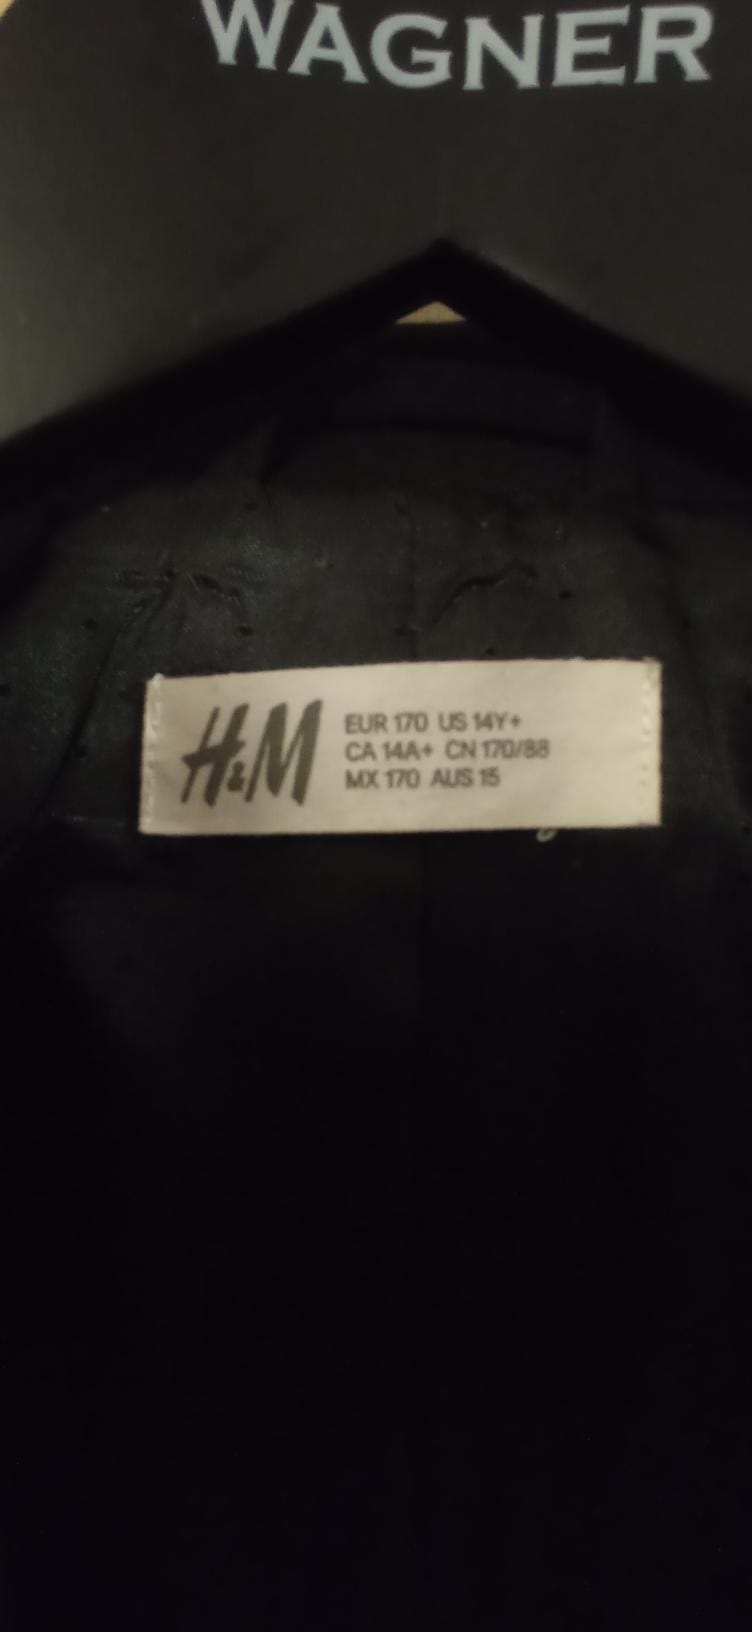 WAGNER
H&M
EUR 170 US 14Y+
CA 14A+ CN 170/88
MX 170 AUS 15